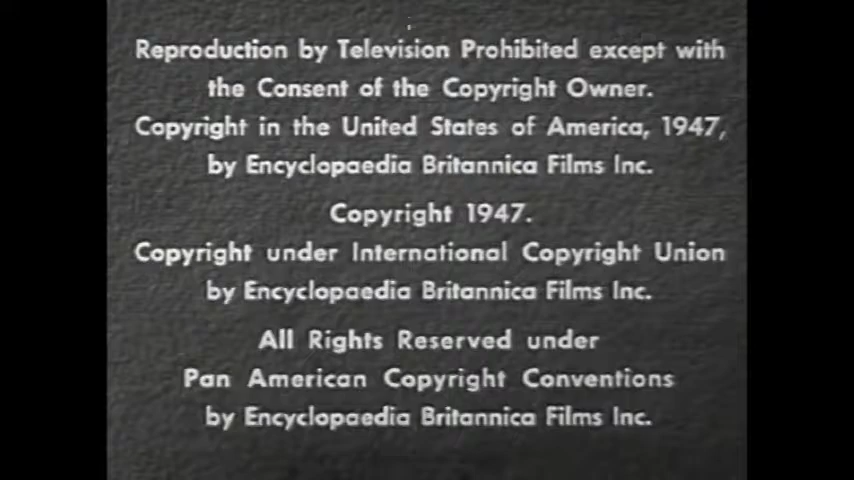 Reproduction by Television Prohibited except with
the Consent of the Copyright Owner.
Copyright in the United States of America, 1947,
by Encyclopaedia Britannica Films Inc.
Copyright 1947.
Copyright under International Copyright Union
by Encyclopaedia Britannica Films Inc.
All Rights Reserved under
Pan American Copyright Conventions
by Encyclopaedia Britannica Films Inc.